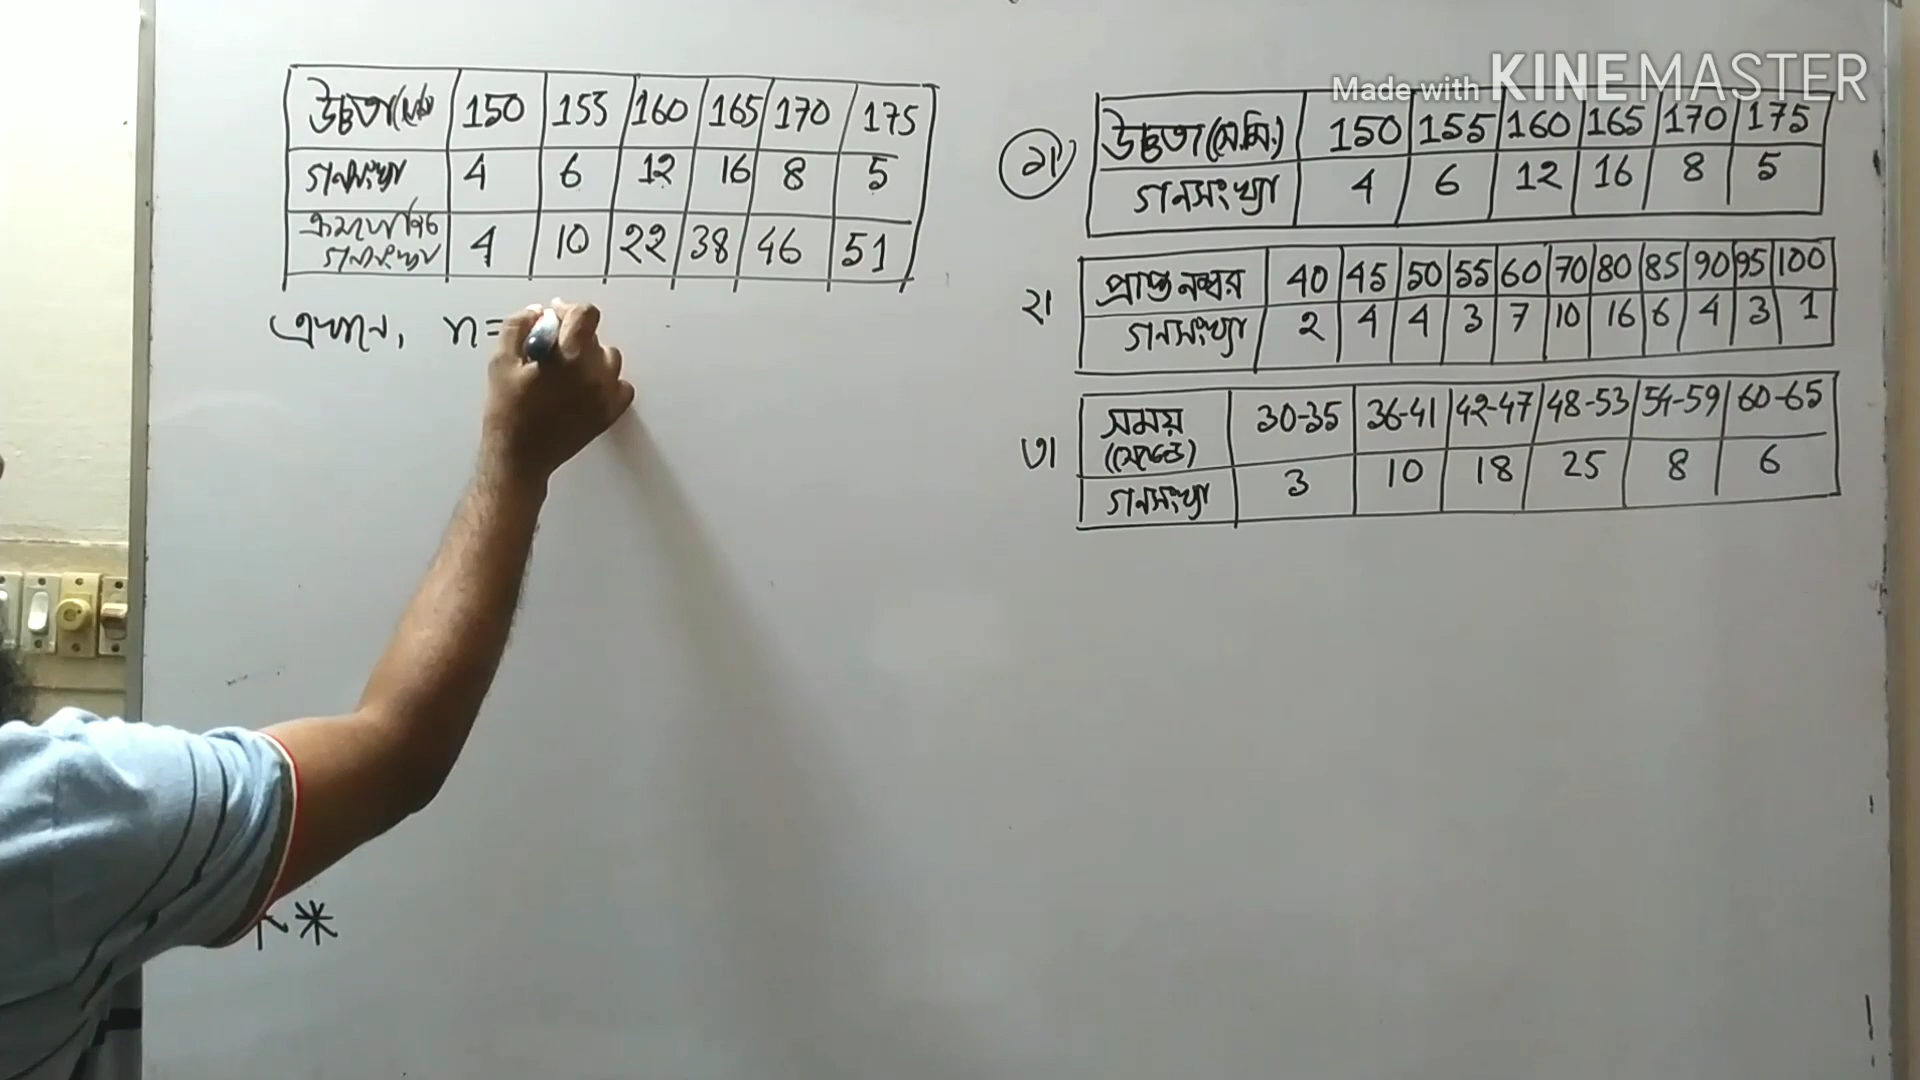 উচ্চতা 150 155 160 165 170 175
গনসংখ্যা 4 6 12 16 8 5
ক্রমযোজিত
গনসংখ্যা 4 10 22 38 46 51
এখানে, n=
Made with KINEMASTER
১। উচ্চতা(সে.মি.) 150 155 160 165 170 175
গনসংখ্যা 4 6 12 16 8 5
২। প্রাপ্ত নম্বর 40 45 50 55 60 70 80 85 90 95 100
গনসংখ্যা 2 4 4 3 7 10 16 6 4 3 1
৩। সময় 30-35 36-41 42-47 48-53 54-59 60-65
(সেকেন্ডে)
গনসংখ্যা 3 10 18 25 8 6